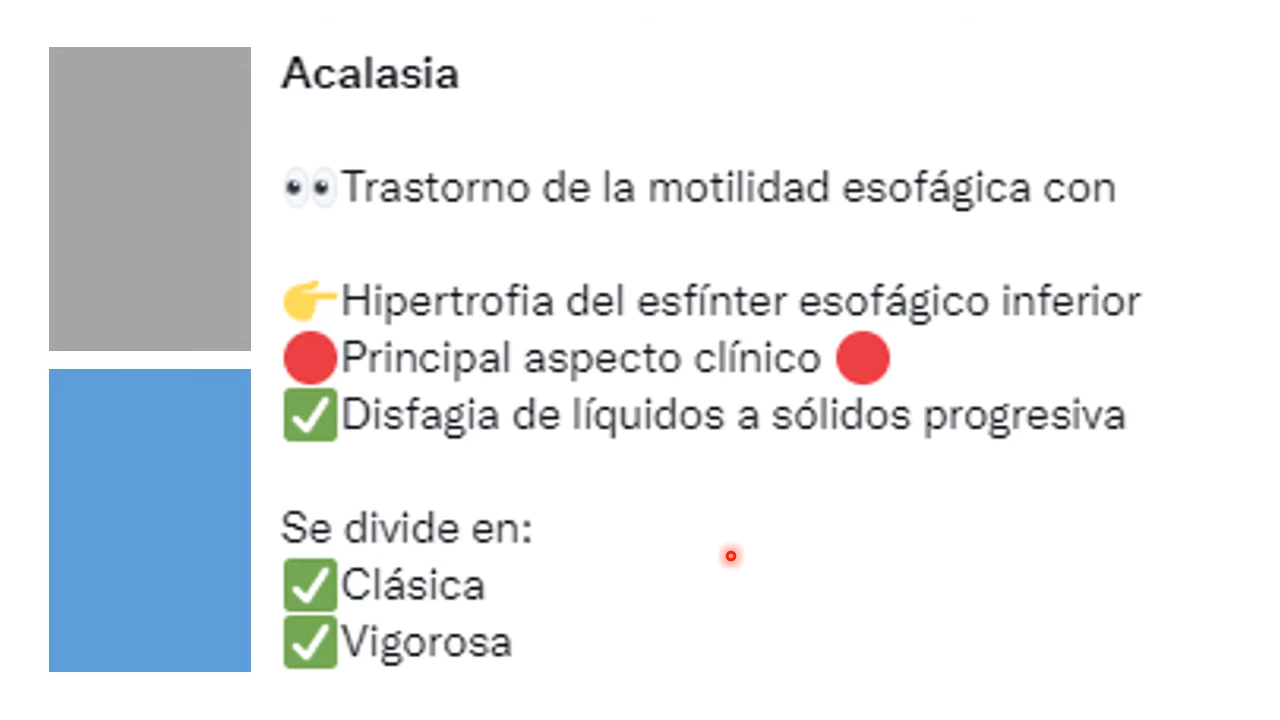 Acalasia
👀Trastorno de la motilidad esofágica con
👉Hipertrofia del esfínter esofágico inferior
🔴Principal aspecto clínico 🔴
✅Disfagia de líquidos a sólidos progresiva
Se divide en:
✅Clásica
✅Vigorosa